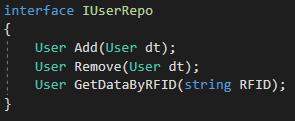 interface IUserRepo
{
    User Add(User dt);
    User Remove(User dt);
    User GetDataByRFID(string RFID);
}